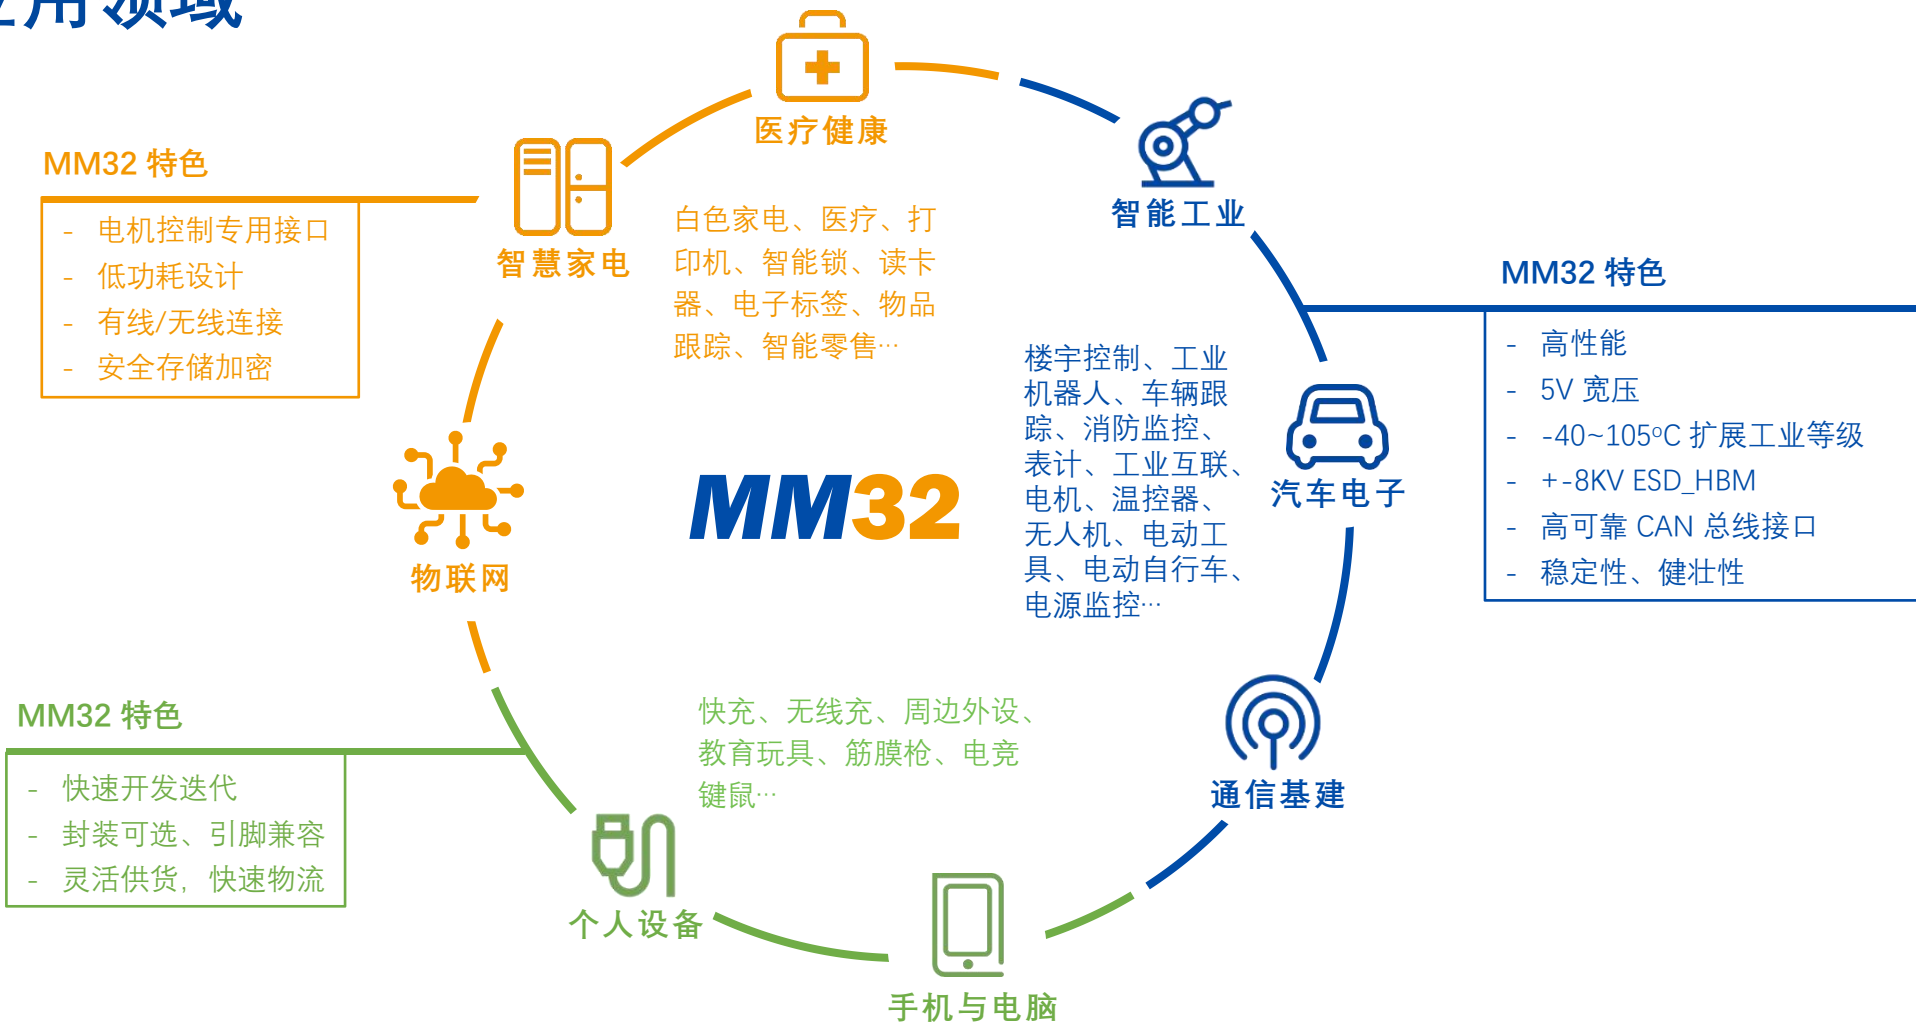 应用领域
医疗健康
智能工业
MM32 特色
- 电机控制专用接口
- 低功耗设计
- 有线/无线连接
- 安全存储加密
智慧家电
白色家电、医疗、打
印机、智能锁、读卡
器、电子标签、物品
跟踪、智能零售…
MM32 特色
- 高性能
- 5V 宽压
- -40~105ºC 扩展工业等级
- +-8KV ESD_HBM
- 高可靠 CAN 总线接口
- 稳定性、健壮性
楼宇控制、工业
机器人、车辆跟
踪、消防监控、
表计、工业互联、
电机、温控器、
无人机、电动工
具、电动自行车、
电源监控…
汽车电子
MM32
物联网
MM32 特色
- 快速开发迭代
- 封装可选、引脚兼容
- 灵活供货，快速物流
快充、无线充、周边外设、
教育玩具、筋膜枪、电竞
键鼠…
通信基建
个人设备
手机与电脑